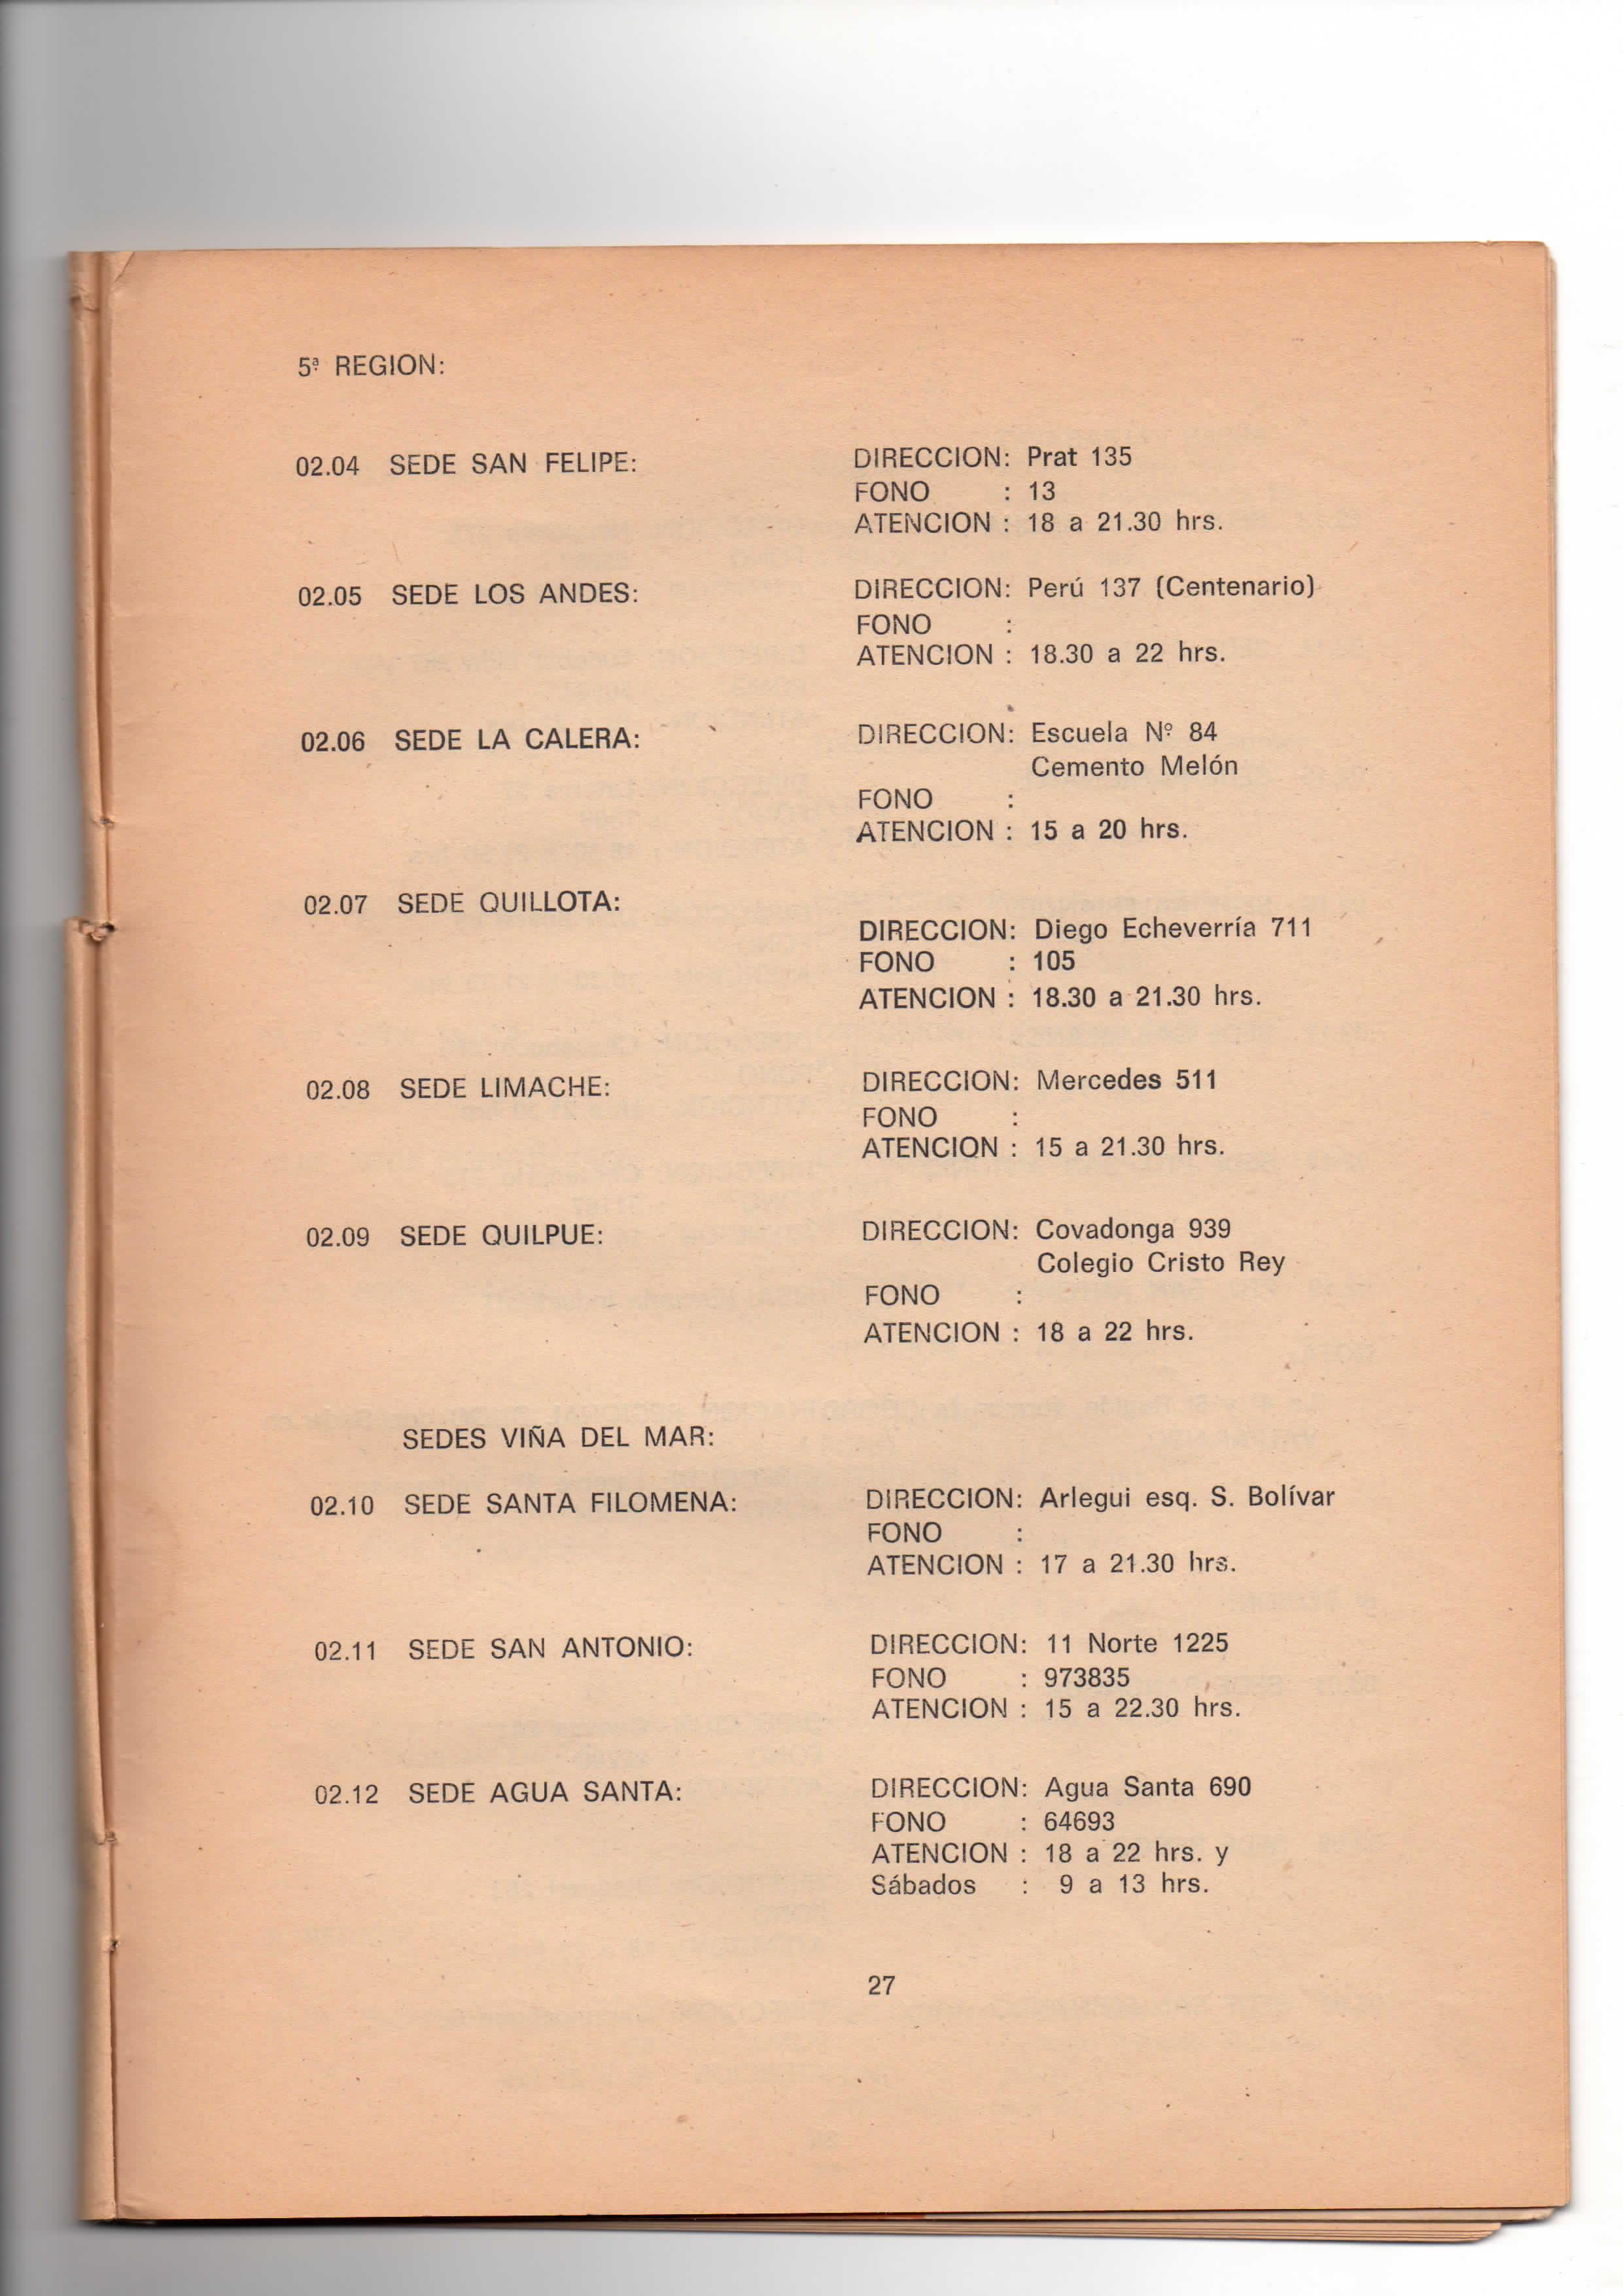 5ª REGION:
02.04 SEDE SAN FELIPE: DIRECCION: Prat 135
FONO : 13
ATENCION : 18 a 21.30 hrs.
02.05 SEDE LOS ANDES: DIRECCION: Perú 137 (Centenario)
FONO :
ATENCION : 18.30 a 22 hrs.
02.06 SEDE LA CALERA: DIRECCION: Escuela Nº 84
Cemento Melón
FONO :
ATENCION : 15 a 20 hrs.
02.07 SEDE QUILLOTA:
DIRECCION: Diego Echeverría 711
FONO : 105
ATENCION : 18.30 a 21.30 hrs.
02.08 SEDE LIMACHE: DIRECCION: Mercedes 511
FONO :
ATENCION : 15 a 21.30 hrs.
02.09 SEDE QUILPUE: DIRECCION: Covadonga 939
Colegio Cristo Rey
FONO :
ATENCION : 18 a 22 hrs.
SEDES VIÑA DEL MAR:
02.10 SEDE SANTA FILOMENA: DIRECCION: Arlegui esq. S. Bolívar
FONO :
ATENCION : 17 a 21.30 hrs.
02.11 SEDE SAN ANTONIO: DIRECCION: 11 Norte 1225
FONO : 973835
ATENCION : 15 a 22.30 hrs.
02.12 SEDE AGUA SANTA: DIRECCION: Agua Santa 690
FONO : 64693
ATENCION : 18 a 22 hrs. y
Sábados : 9 a 13 hrs.
27